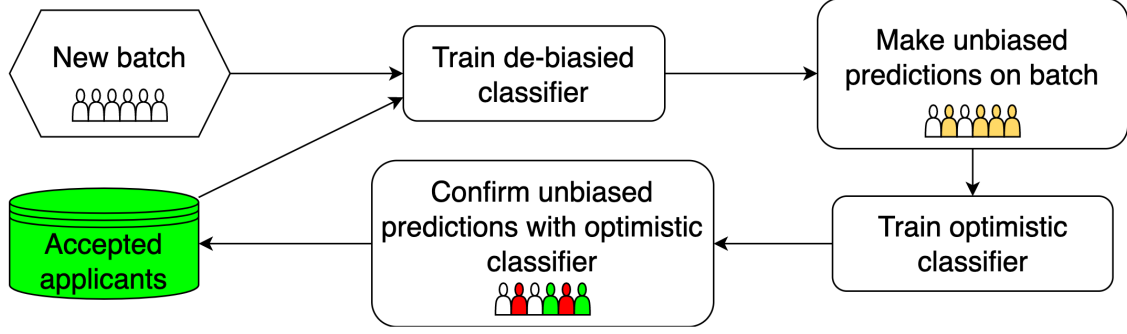 New batch
Train de-biasied
classifier
Make unbiased
predictions on batch
Train optimistic
classifier
Confirm unbiased
predictions with optimistic
classifier
Accepted
applicants